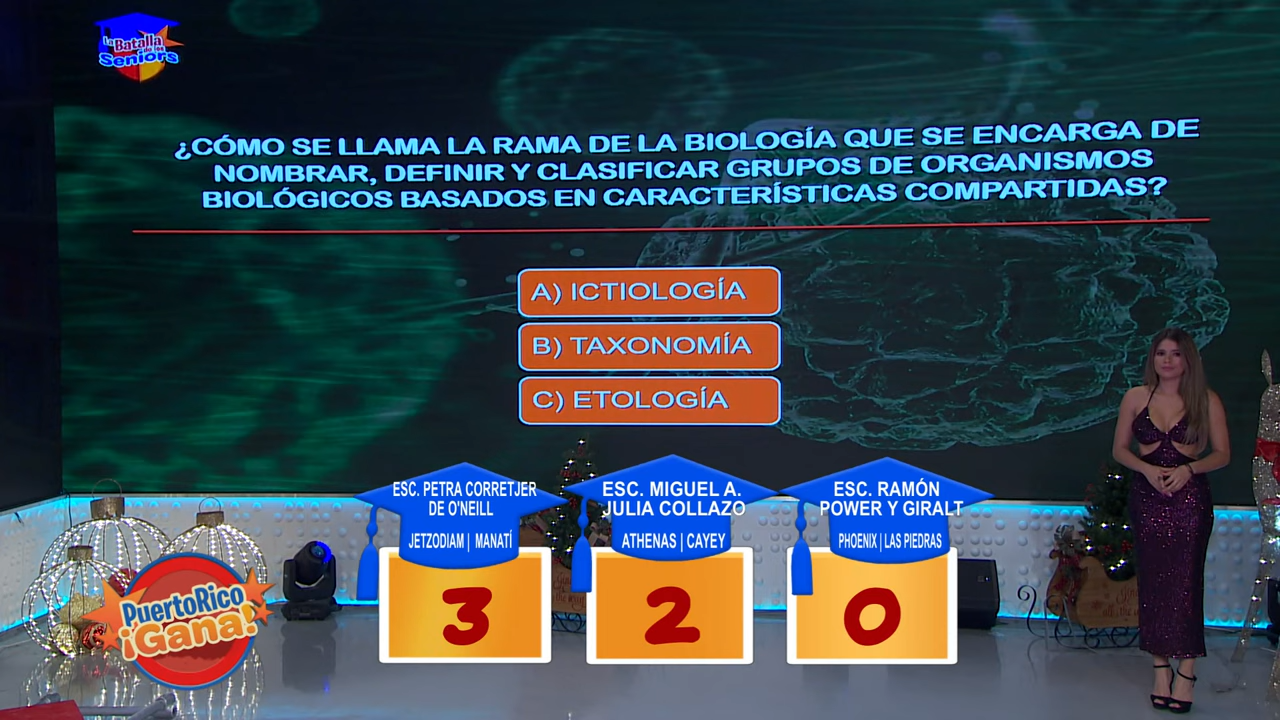 La Batalla
de los
Seniors
¿CÓMO SE LLAMA LA RAMA DE LA BIOLOGÍA QUE SE ENCARGA DE
NOMBRAR, DEFINIR Y CLASIFICAR GRUPOS DE ORGANISMOS
BIOLÓGICOS BASADOS EN CARACTERÍSTICAS COMPARTIDAS?
A) ICTIOLOGÍA
B) TAXONOMÍA
C) ETOLOGÍA
ESC. PETRA CORRETJER
DE O'NEILL
JETZODIAM | MANATÍ
3
ESC. MIGUEL A.
JULIA COLLAZO
ATHENAS | CAYEY
2
ESC. RAMÓN
POWER Y GIRALT
PHOENIX | LAS PIEDRAS
0
PuertoRico
¡Gana!